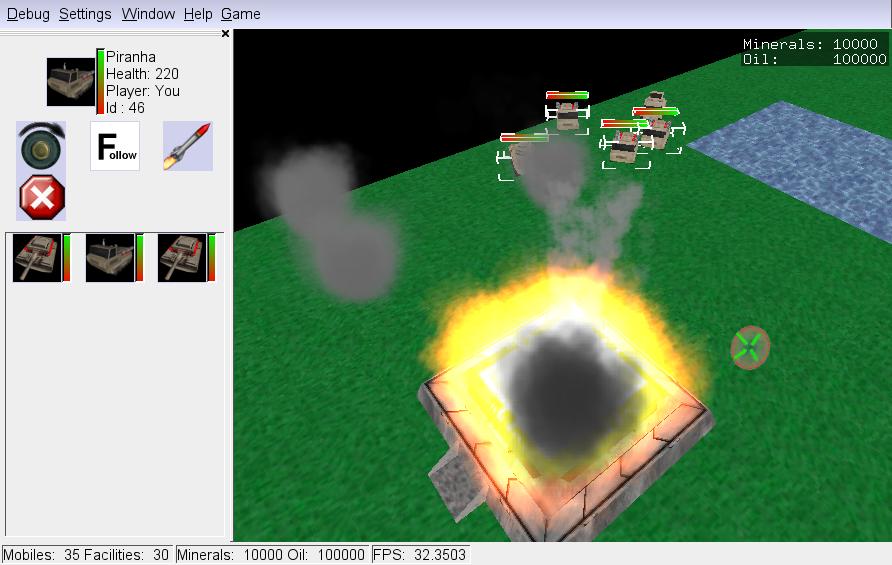 Debug Settings Window Help Game
Piranha
Health: 220
Player: You
Id : 46
Follow
Minerals: 10000
Oil: 100000
Mobiles: 35 Facilities: 30 Minerals: 10000 Oil: 100000 FPS: 32.3503